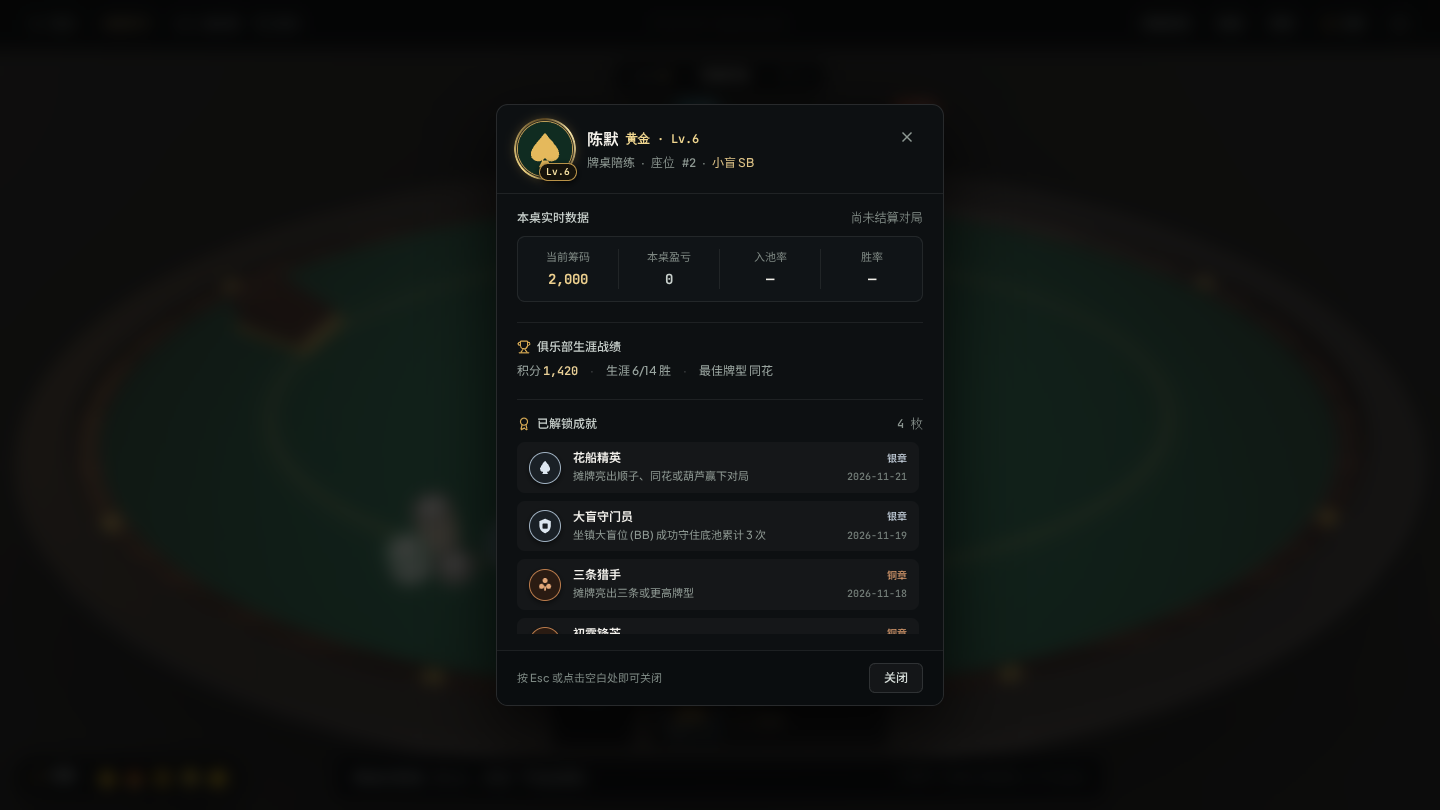 陈默 黄金 · Lv.6
Lv.6
牌桌陪练 · 座位 #2 · 小盲 SB
本桌实时数据 尚未结算对局
当前筹码 本桌盈亏 入池率 胜率
2,000 0 — —
俱乐部生涯战绩
积分 1,420 · 生涯 6/14 胜 · 最佳牌型 同花
已解锁成就 4 枚
花船精英 银章
摊牌亮出顺子、同花或葫芦赢下对局 2026-11-21
大盲守门员 银章
坐镇大盲位 (BB) 成功守住底池累计 3 次 2026-11-19
三条猎手 铜章
摊牌亮出三条或更高牌型 2026-11-18
初露锋芒 铜章
按 Esc 或点击空白处即可关闭 关闭